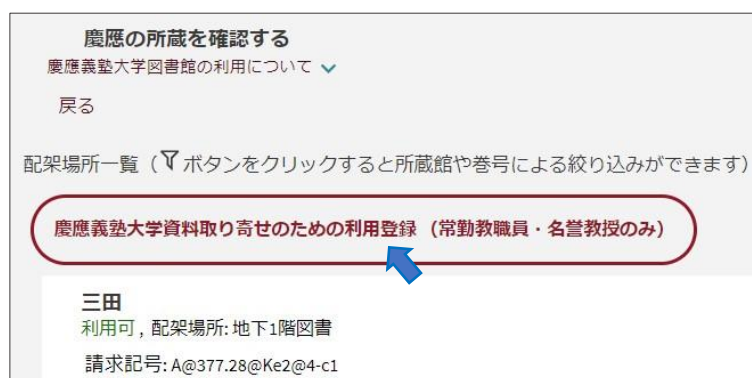 慶應の所蔵を確認する
慶應義塾大学図書館の利用について
戻る
配架場所一覧（ボタンをクリックすると所蔵館や巻号による絞り込みができます）
慶應義塾大学資料取り寄せのための利用登録 （常勤教職員・名誉教授のみ）
三田
利用可 , 配架場所: 地下1階図書
請求記号: A@377.28@Ke2@4-c1